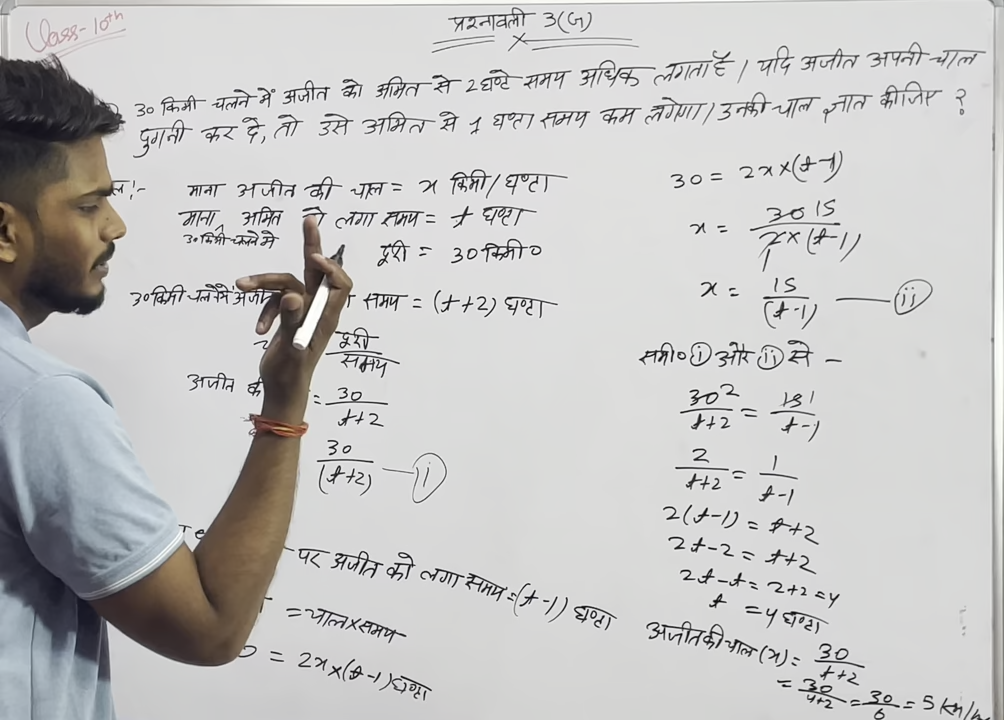 Class-10th
प्रश्नावली 3(G)
30 किमी चलने में अजीत को अमित से 2 घण्टे समय अधिक लगता है / यदि अजीत अपनी चाल
दुगनी कर दे, तो उसे अमित से 1 घण्टा समय कम लगेगा / उनकी चाल ज्ञात कीजिए ?
माना अजीत की चाल = x किमी/घण्टा
माना, अमित लगा समय = t घण्टा
30 किमी चलने मे
दूरी = 30 किमी०
30 किमी चलने में अजीत समय = (t+2) घण्टा
दूरी
समय
अजीत की = 30/(t+2)
30/(t+2) — (i)
पर अजीत को लगा समय = (t-1) घण्टा
= चाल × समय
= 2x×(t-1) घण्टा
30 = 2x×(t-1)
x = 30 15 / 2×(t-1) 1
x = 15/(t-1) — (ii)
समी० (i) और (ii) से –
30 2/(t+2) = 15 1/(t-1)
2/(t+2) = 1/(t-1)
2(t-1) = t+2
2t-2 = t+2
2t-t = 2+2=4
t = 4 घण्टा
अजीत की चाल (x) = 30/(t+2)
= 30/(4+2) = 30/6 = 5 km/